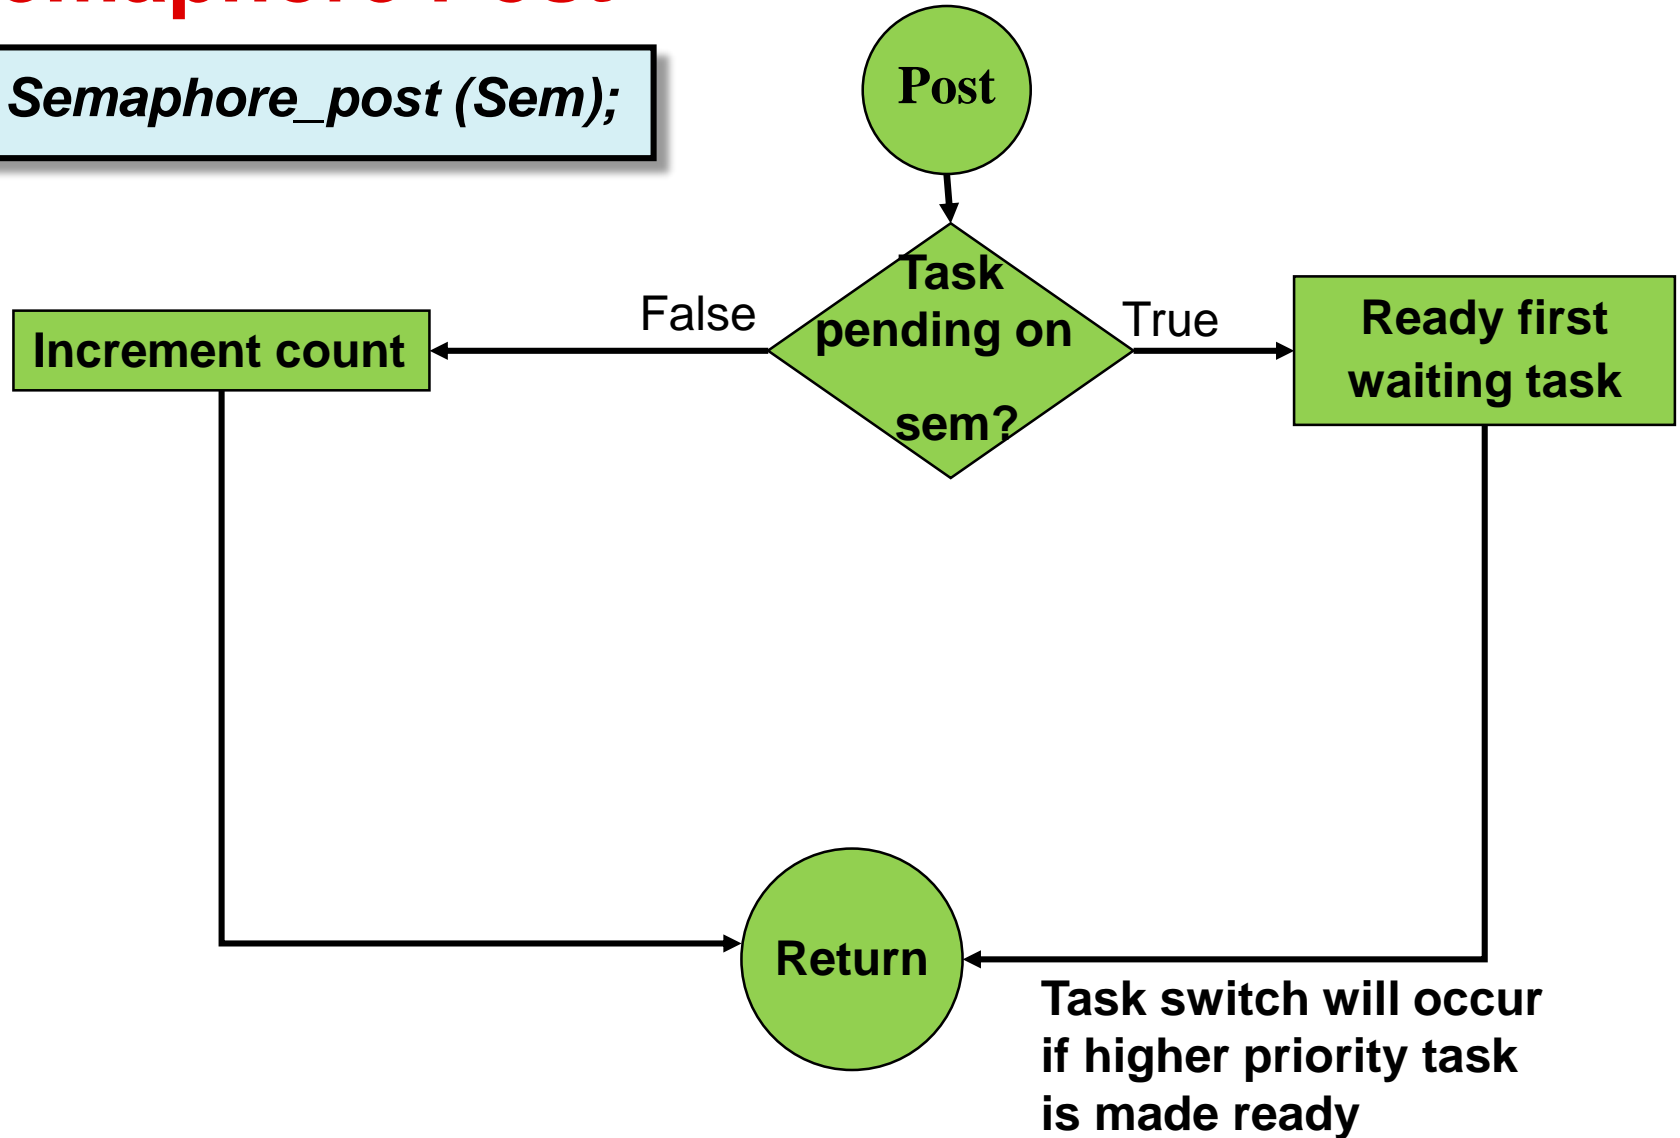 Semaphore_post (Sem);
Post
Task
pending on
sem?
False
True
Increment count
Ready first
waiting task
Return
Task switch will occur
if higher priority task
is made ready